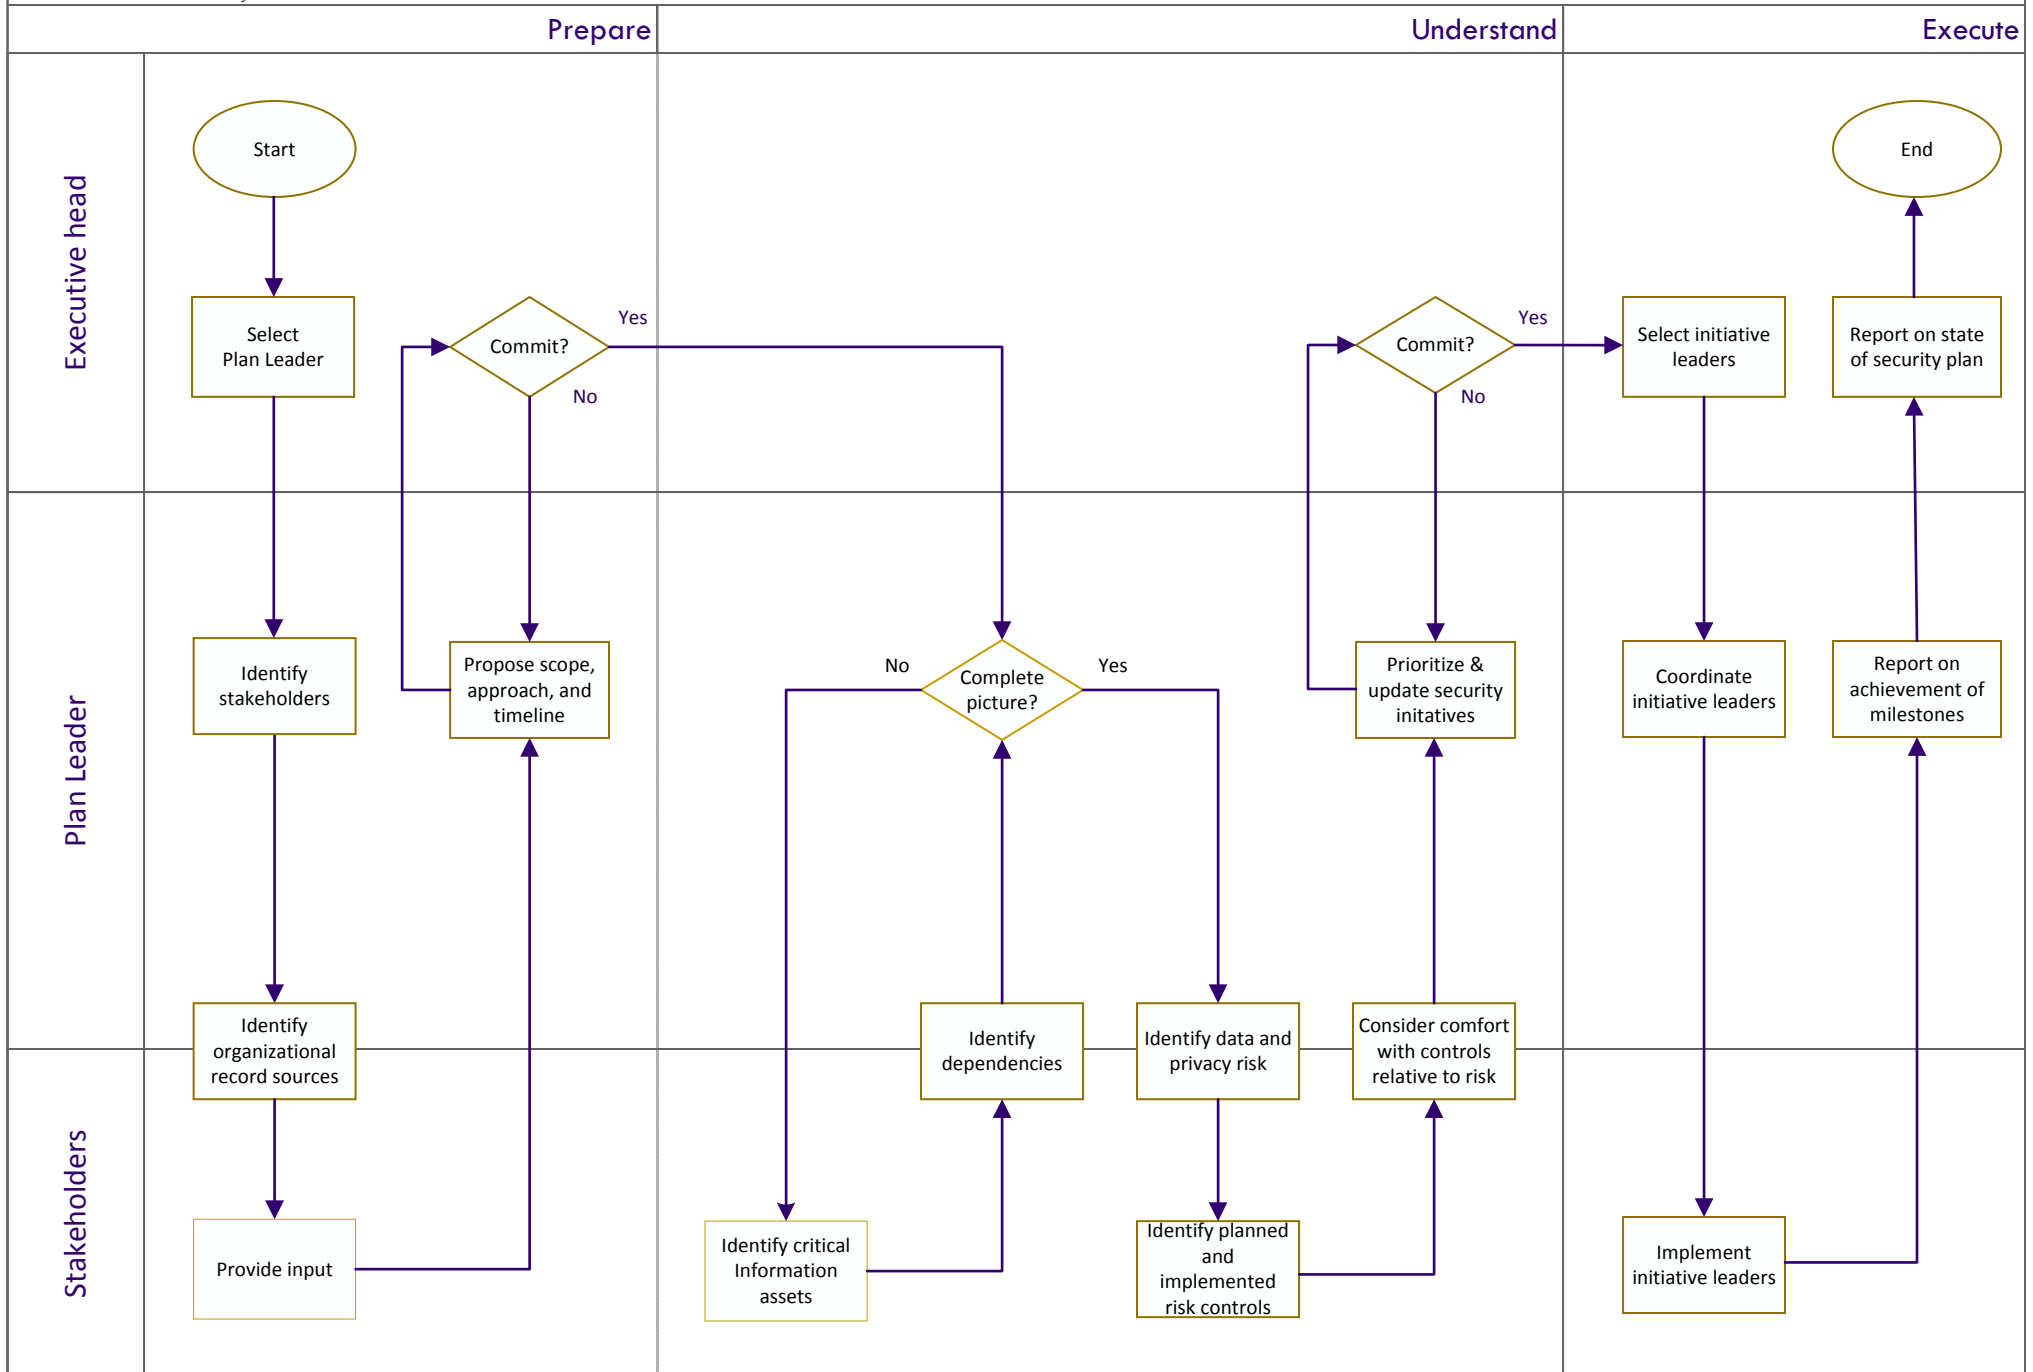 Prepare
Understand
Execute
Executive head
Start
Select
Plan Leader
Commit?
Yes
No
Commit?
Yes
No
Select initiative
leaders
End
Report on state
of security plan
Plan Leader
Identify
stakeholders
Propose scope,
approach, and
timeline
No
Complete
picture?
Yes
Prioritize &
update security
initatives
Coordinate
initiative leaders
Report on
achievement of
milestones
Identify
organizational
record sources
Identify
dependencies
Identify data and
privacy risk
Consider comfort
with controls
relative to risk
Stakeholders
Provide input
Identify critical
Information
assets
Identify planned
and
implemented
risk controls
Implement
initiative leaders